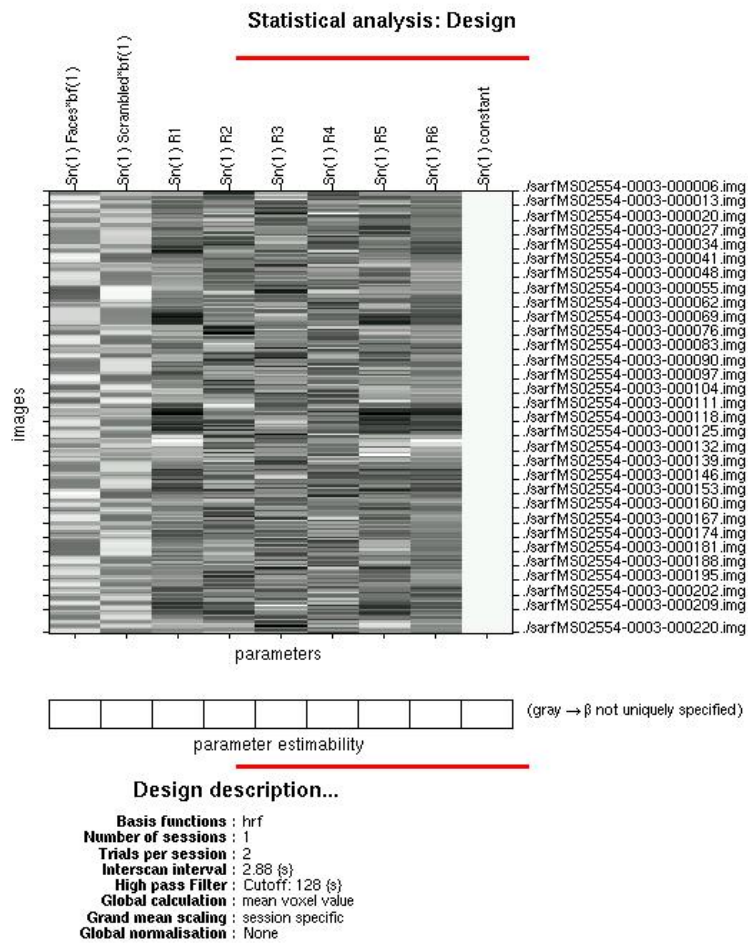 Statistical analysis: Design
Sn(1) Faces*bf(1)
Sn(1) Scrambled*bf(1)
Sn(1) R1
Sn(1) R2
Sn(1) R3
Sn(1) R4
Sn(1) R5
Sn(1) R6
Sn(1) constant
./sarfMS02554-0003-000006.img
./sarfMS02554-0003-000013.img
./sarfMS02554-0003-000020.img
./sarfMS02554-0003-000027.img
./sarfMS02554-0003-000034.img
./sarfMS02554-0003-000041.img
./sarfMS02554-0003-000048.img
./sarfMS02554-0003-000055.img
./sarfMS02554-0003-000062.img
./sarfMS02554-0003-000069.img
./sarfMS02554-0003-000076.img
./sarfMS02554-0003-000083.img
./sarfMS02554-0003-000090.img
./sarfMS02554-0003-000097.img
./sarfMS02554-0003-000104.img
./sarfMS02554-0003-000111.img
./sarfMS02554-0003-000118.img
./sarfMS02554-0003-000125.img
./sarfMS02554-0003-000132.img
./sarfMS02554-0003-000139.img
./sarfMS02554-0003-000146.img
./sarfMS02554-0003-000153.img
./sarfMS02554-0003-000160.img
./sarfMS02554-0003-000167.img
./sarfMS02554-0003-000174.img
./sarfMS02554-0003-000181.img
./sarfMS02554-0003-000188.img
./sarfMS02554-0003-000195.img
./sarfMS02554-0003-000202.img
./sarfMS02554-0003-000209.img
./sarfMS02554-0003-000220.img
images
parameters
(gray → β not uniquely specified)
parameter estimability
Design description...
Basis functions : hrf
Number of sessions : 1
Trials per session : 2
Interscan interval : 2.88 {s}
High pass Filter : Cutoff: 128 {s}
Global calculation : mean voxel value
Grand mean scaling : session specific
Global normalisation : None